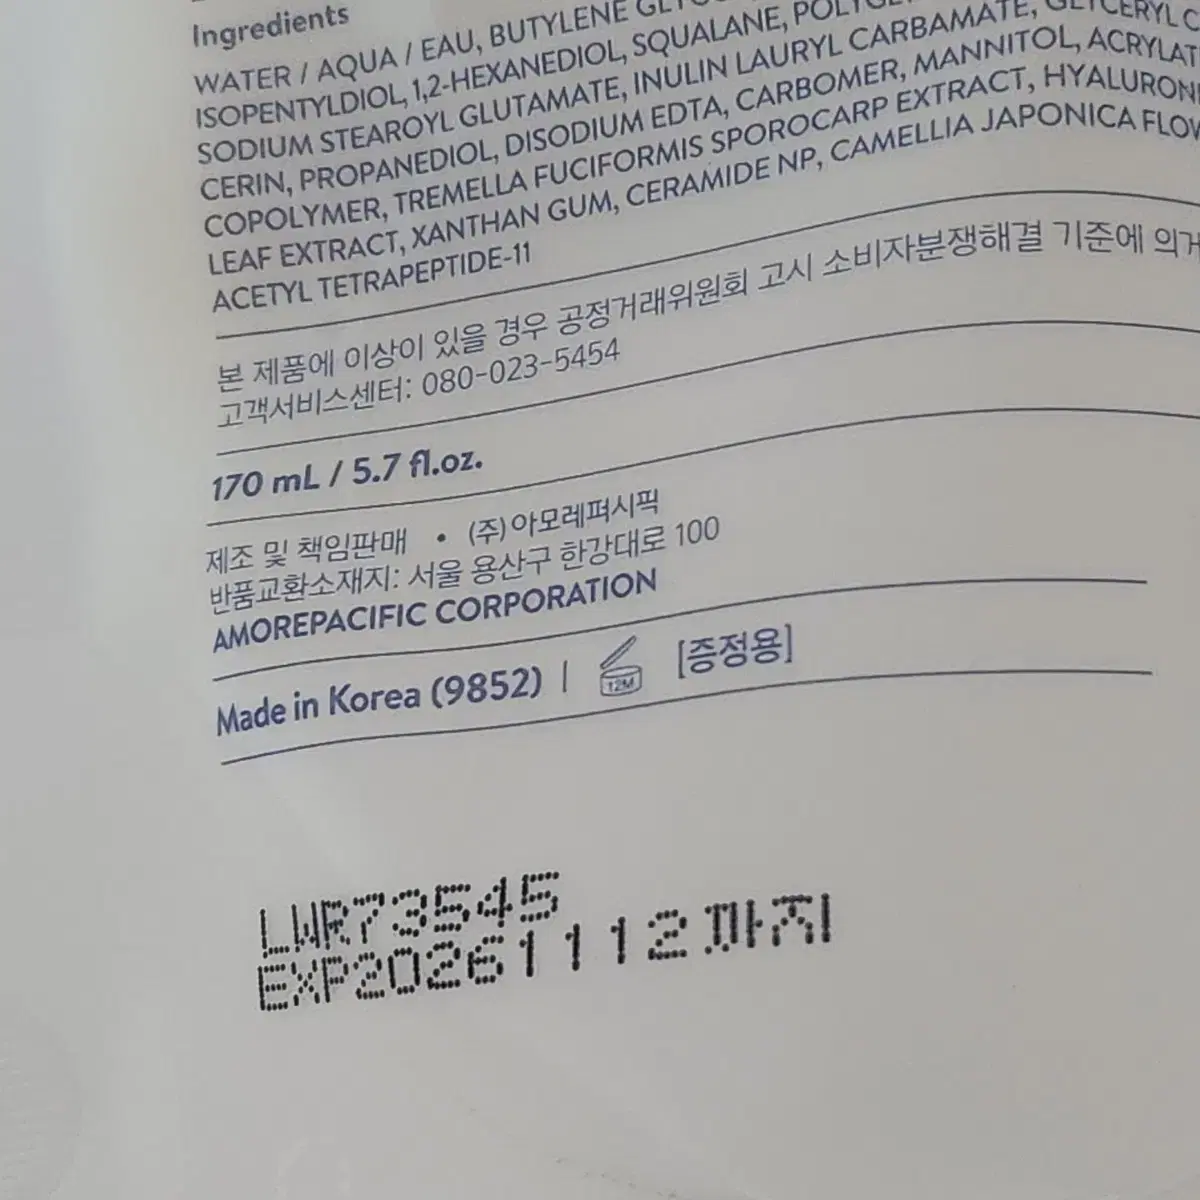 Ingredients
WATER / AQUA / EAU, BUTYLENE
ISOPENTYLDIOL, 1,2-HEXANEDIOL, SQUALANE,
SODIUM STEAROYL GLUTAMATE, INULIN LAURYL CARBAMATE, GLYCERYL
CERIN, PROPANEDIOL, DISODIUM EDTA, CARBOMER, MANNITOL,
COPOLYMER, TREMELLA FUCIFORMIS SPOROCARP EXTRACT,
LEAF EXTRACT, XANTHAN GUM, CERAMIDE NP, CAMELLIA JAPONICA
ACETYL TETRAPEPTIDE-11
본 제품에 이상이 있을 경우 공정거래위원회 고시 소비자분쟁해결 기준에
고객서비스센터: 080-023-5454
170 mL / 5.7 fl.oz.
제조 및 책임판매 • (주)아모레퍼시픽
반품교환소재지: 서울 용산구 한강대로 100
AMOREPACIFIC CORPORATION
Made in Korea (9852) | 12M [증정용]
LWR73545
EXP20261112까지